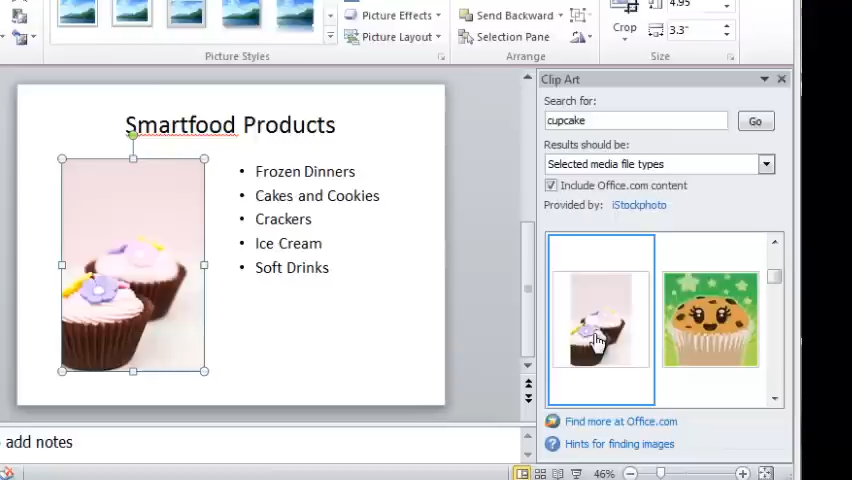 Picture Effects
Picture Layout
Picture Styles
Send Backward
Selection Pane
Arrange
Crop
4.95
3.3"
Size
Clip Art
Search for:
cupcake
Go
Results should be:
Selected media file types
Include Office.com content
Provided by: iStockphoto
Smartfood Products
• Frozen Dinners
• Cakes and Cookies
• Crackers
• Ice Cream
• Soft Drinks
Find more at Office.com
Hints for finding images
add notes
46%